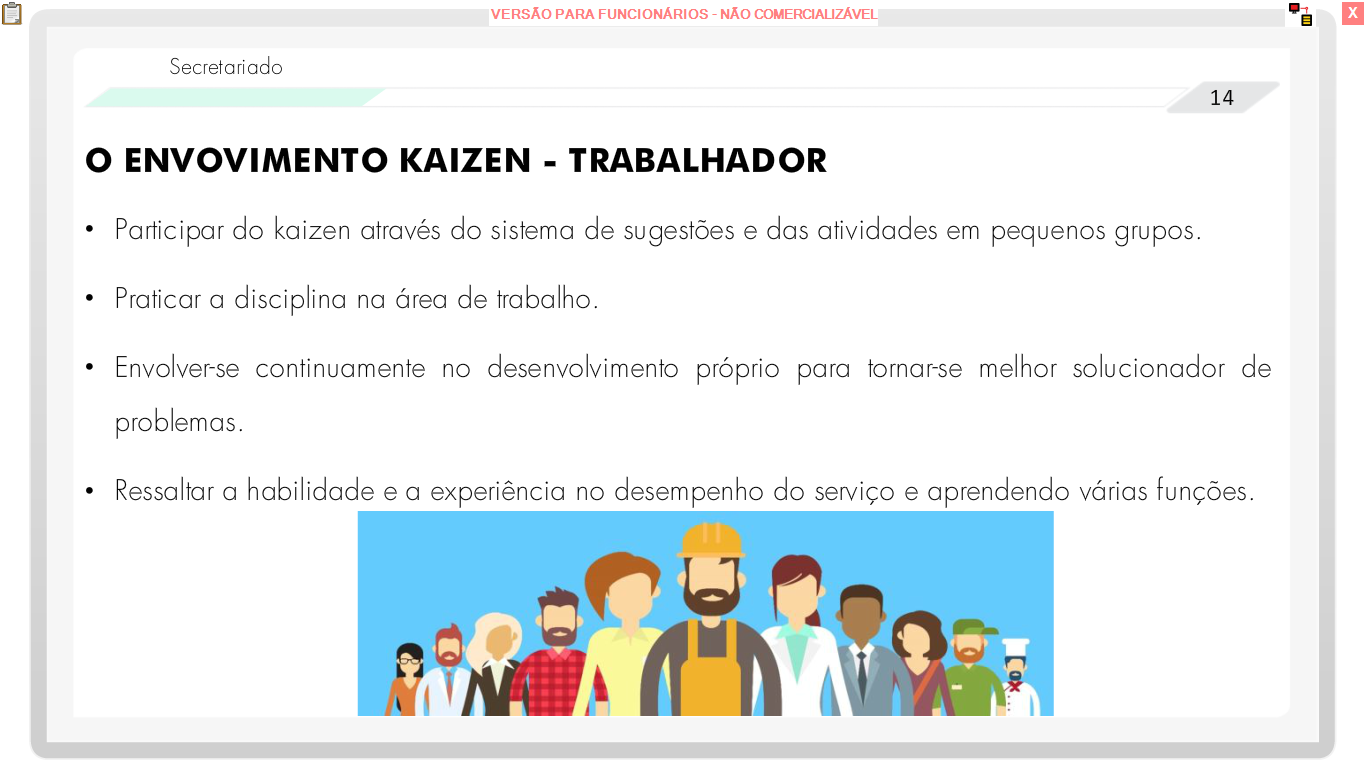 VERSÃO PARA FUNCIONÁRIOS - NÃO COMERCIALIZÁVEL
X
Secretariado
14
O ENVOVIMENTO KAIZEN - TRABALHADOR
• Participar do kaizen através do sistema de sugestões e das atividades em pequenos grupos.
• Praticar a disciplina na área de trabalho.
• Envolver-se continuamente no desenvolvimento próprio para tornar-se melhor solucionador de
problemas.
• Ressaltar a habilidade e a experiência no desempenho do serviço e aprendendo várias funções.